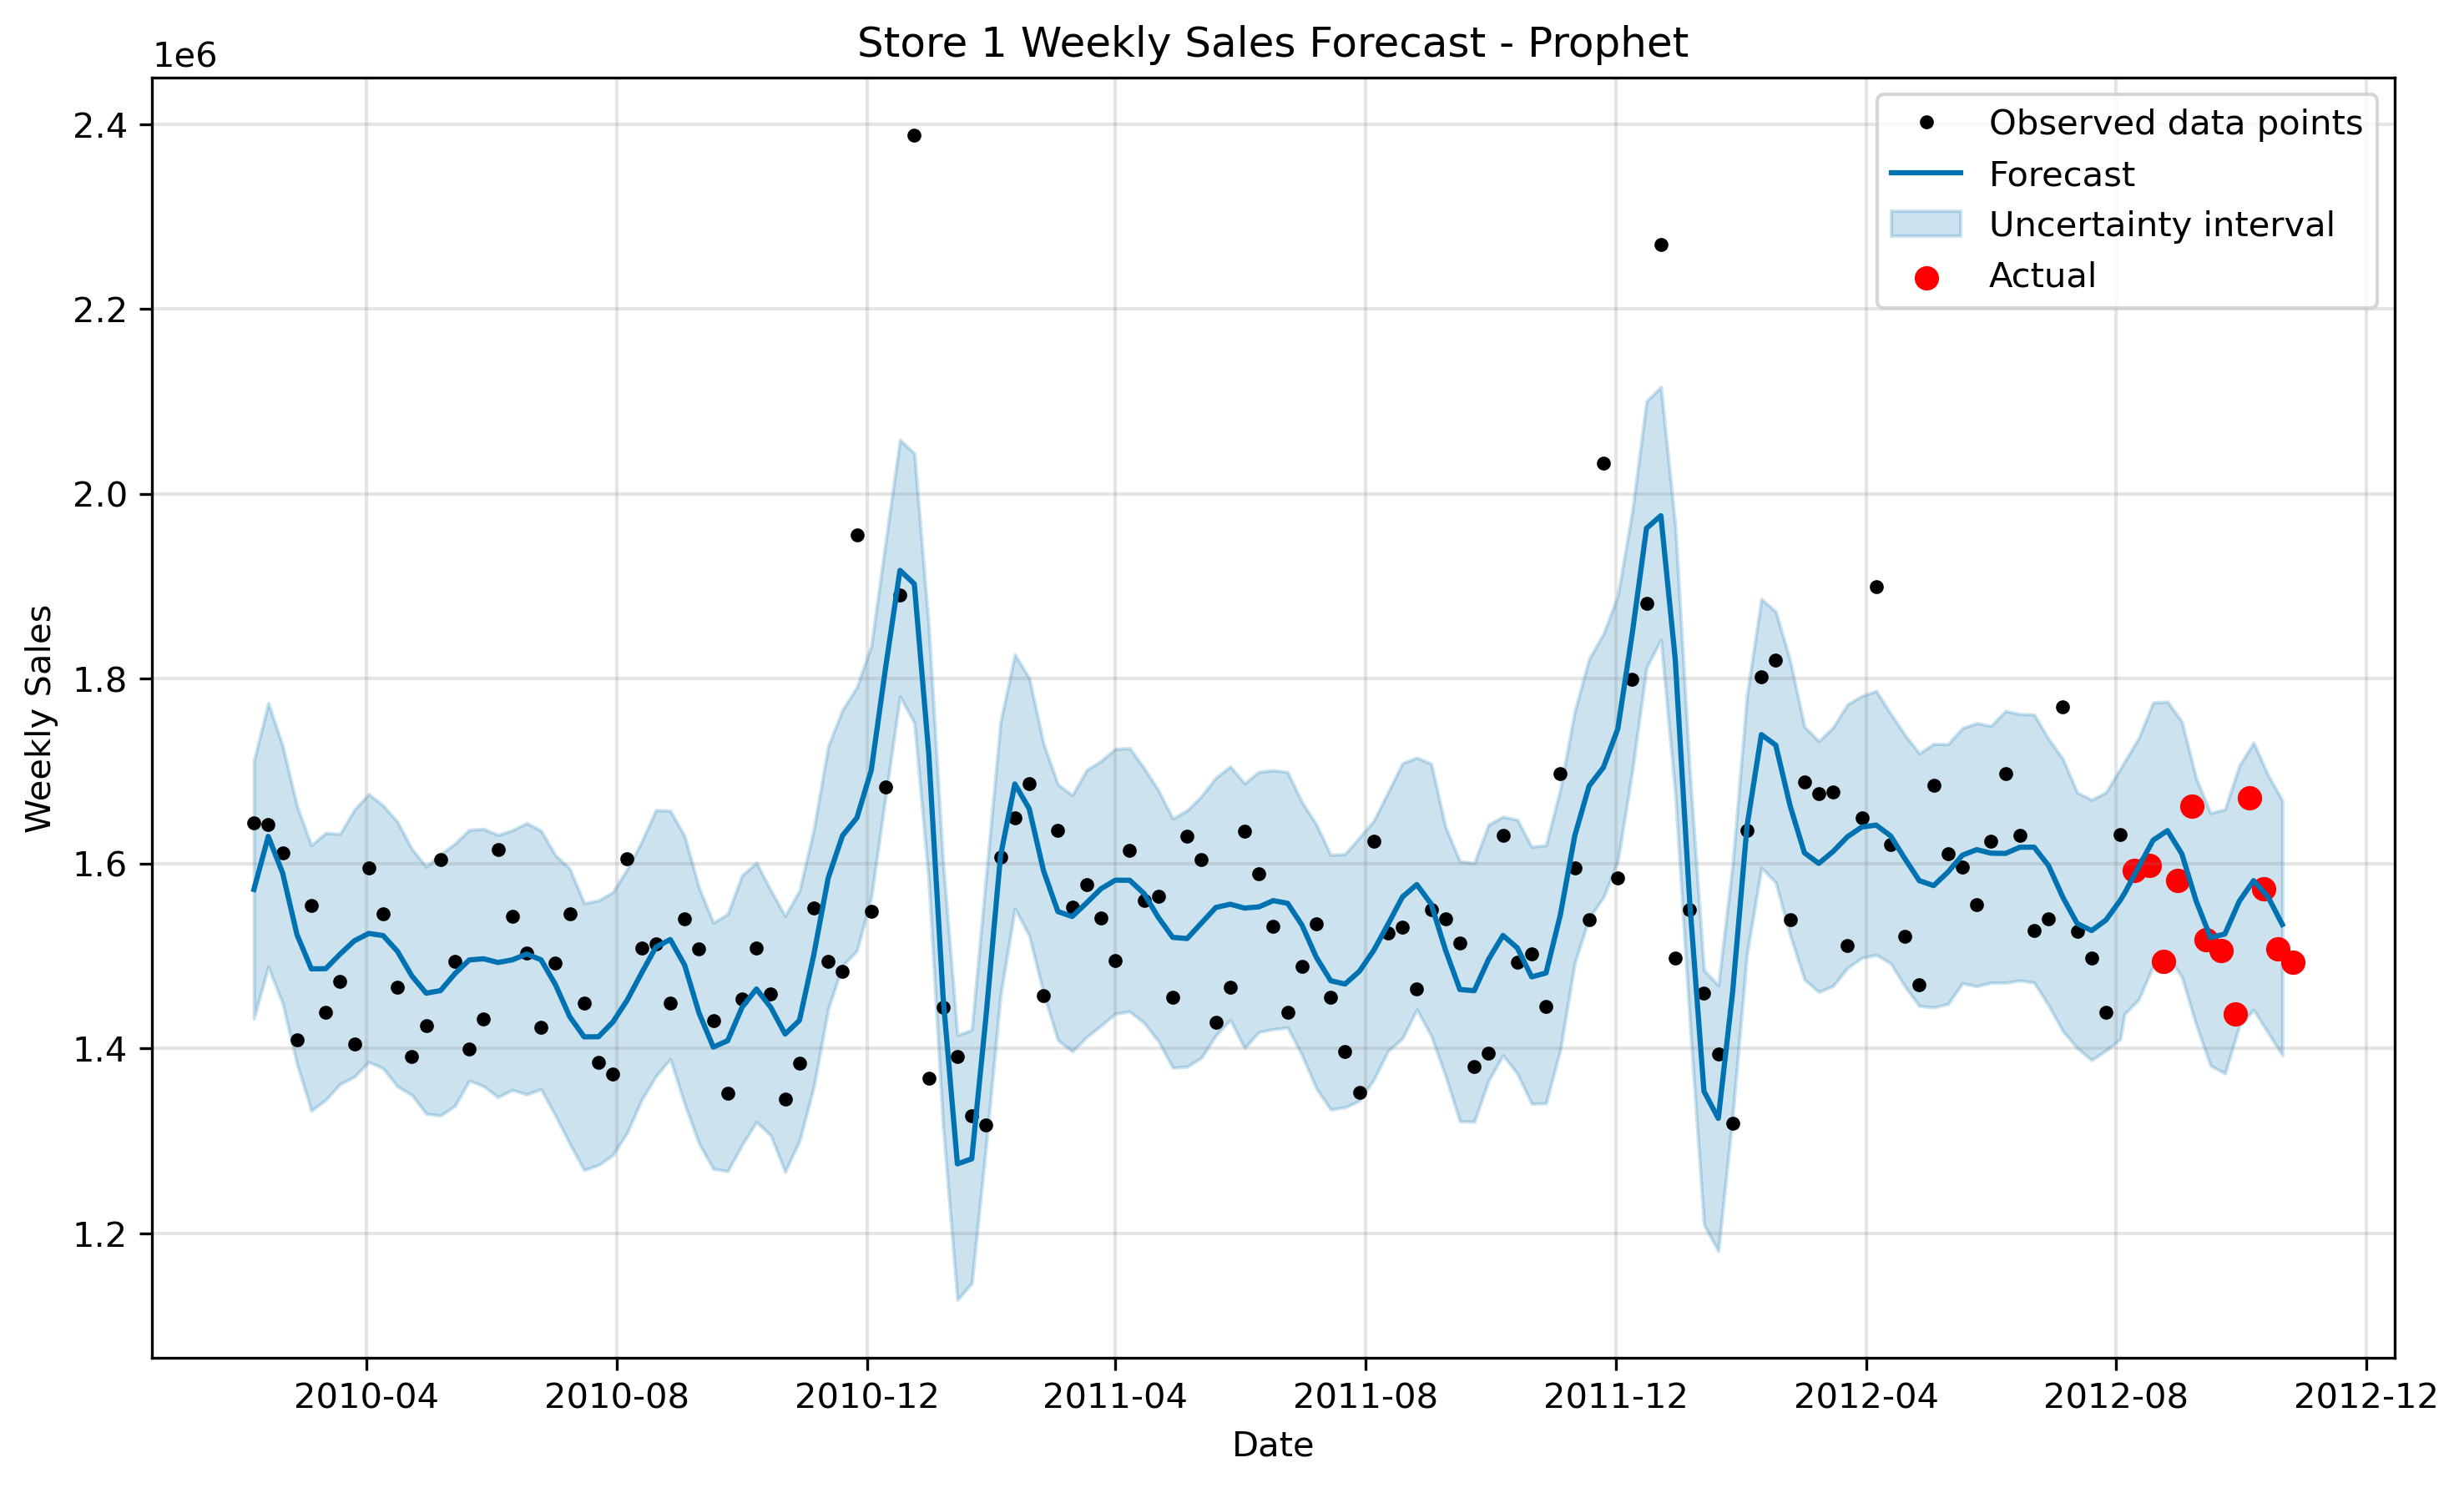 Store 1 Weekly Sales Forecast - Prophet
1e6
2.4
2.2
2.0
1.8
1.6
1.4
1.2
Weekly Sales
Observed data points
Forecast
Uncertainty interval
Actual
2010-04 2010-08 2010-12 2011-04 2011-08 2011-12 2012-04 2012-08 2012-12
Date